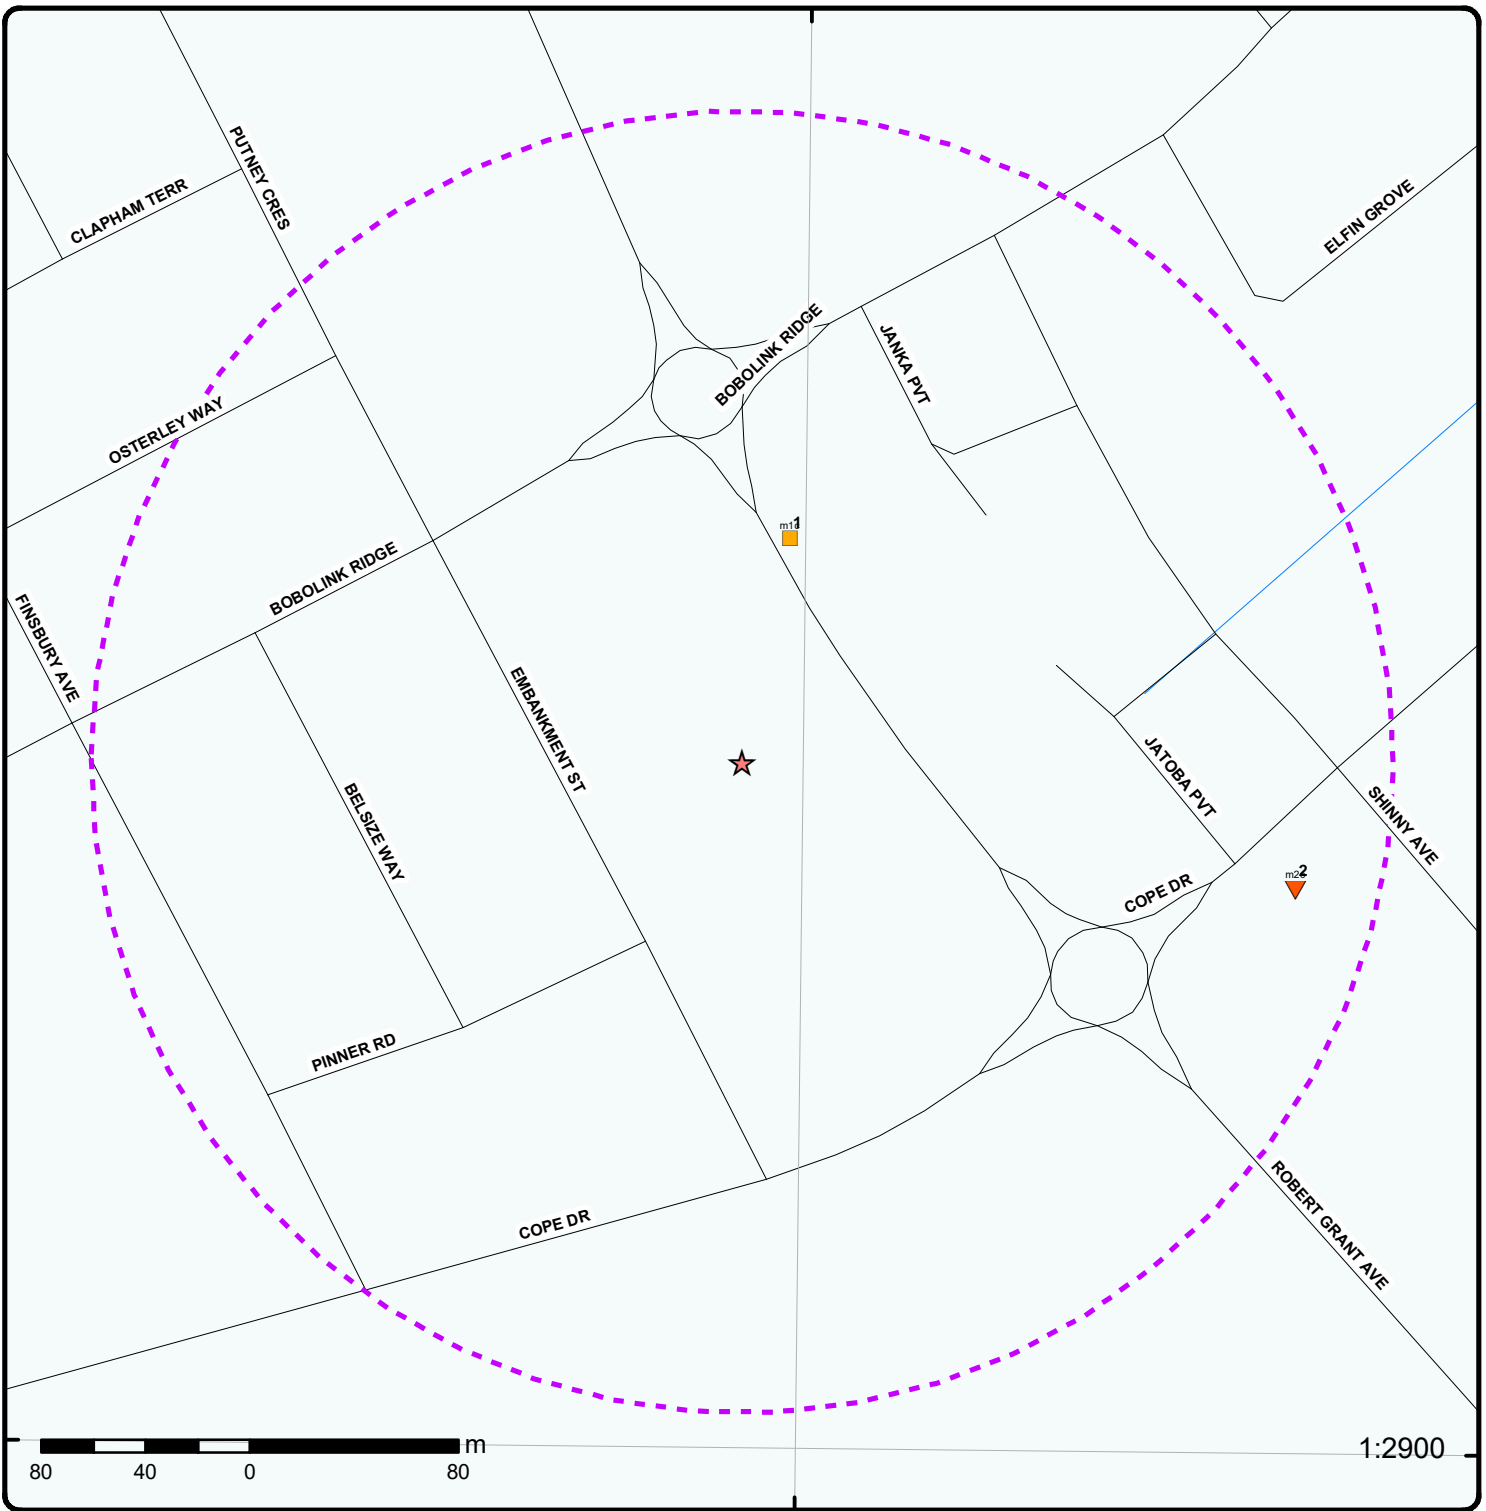 PUTNEY CRES
CLAPHAM TERR
ELFIN GROVE
BOBOLINK RIDGE
JANKA PVT
OSTERLEY WAY
1
BOBOLINK RIDGE
FINSBURY AVE
EMBANKMENT ST
JATOBA PVT
BELSIZE WAY
SHINNY AVE
2
COPE DR
PINNER RD
ROBERT GRANT AVE
COPE DR
m
1:2900
80 40 0 80